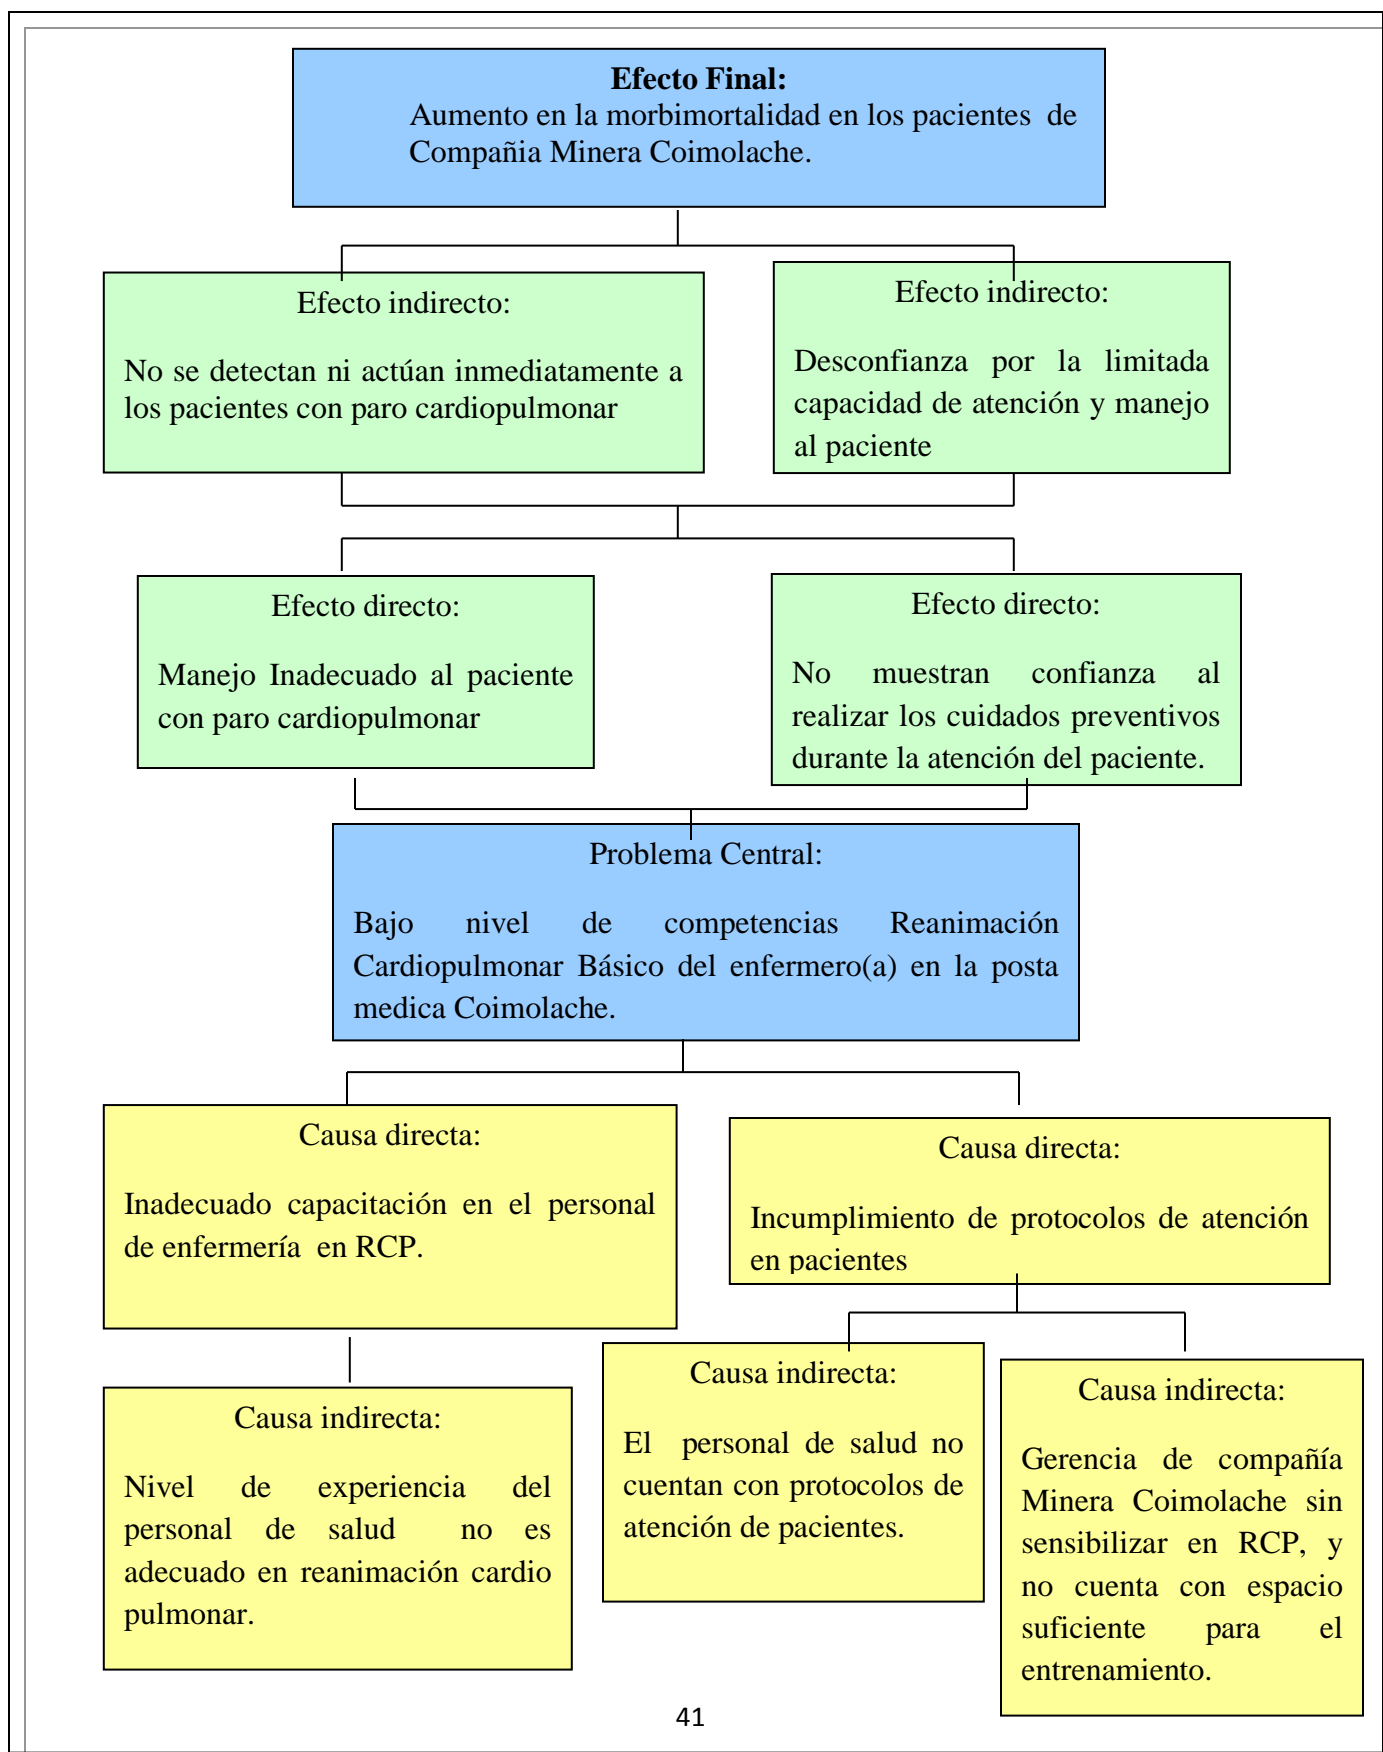 Efecto Final:
Aumento en la morbimortalidad en los pacientes de
Compañia Minera Coimolache.
Efecto indirecto:
No se detectan ni actúan inmediatamente a
los pacientes con paro cardiopulmonar
Efecto indirecto:
Desconfianza por la limitada
capacidad de atención y manejo
al paciente
Efecto directo:
Manejo Inadecuado al paciente
con paro cardiopulmonar
Efecto directo:
No muestran confianza al
realizar los cuidados preventivos
durante la atención del paciente.
Problema Central:
Bajo nivel de competencias Reanimación
Cardiopulmonar Básico del enfermero(a) en la posta
medica Coimolache.
Causa directa:
Inadecuado capacitación en el personal
de enfermería en RCP.
Causa directa:
Incumplimiento de protocolos de atención
en pacientes
Causa indirecta:
Nivel de experiencia del
personal de salud no es
adecuado en reanimación cardio
pulmonar.
Causa indirecta:
El personal de salud no
cuentan con protocolos de
atención de pacientes.
Causa indirecta:
Gerencia de compañía
Minera Coimolache sin
sensibilizar en RCP, y
no cuenta con espacio
suficiente para el
entrenamiento.
41